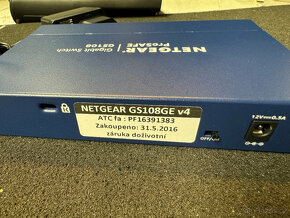 NETGEAR
ProSAFE
Gigabit Switch
GS108
NETGEAR GS108GE v4
ATC fa : PF16391383
Zakoupeno: 31.5.2016
záruka doživotní
OFF/
12V⎓0.5A